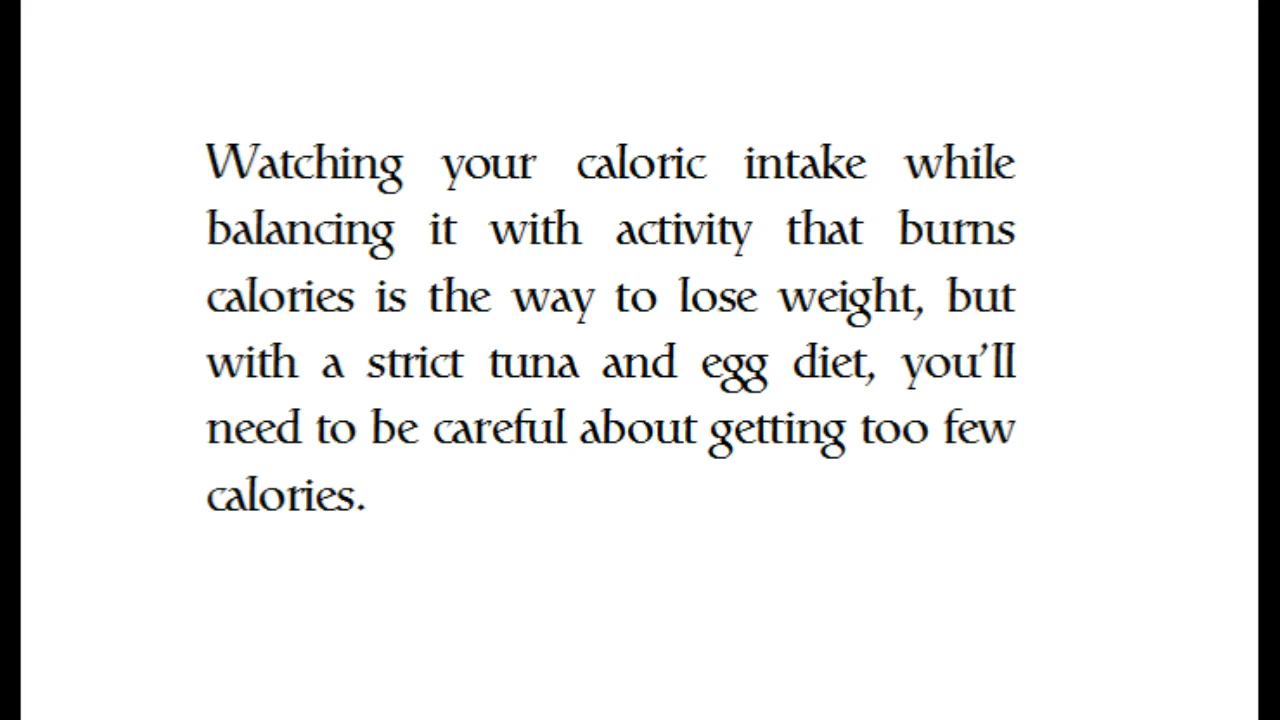 Watching your caloric intake while
balancing it with activity that burns
calories is the way to lose weight, but
with a strict tuna and egg diet, you’ll
need to be careful about getting too few
calories.